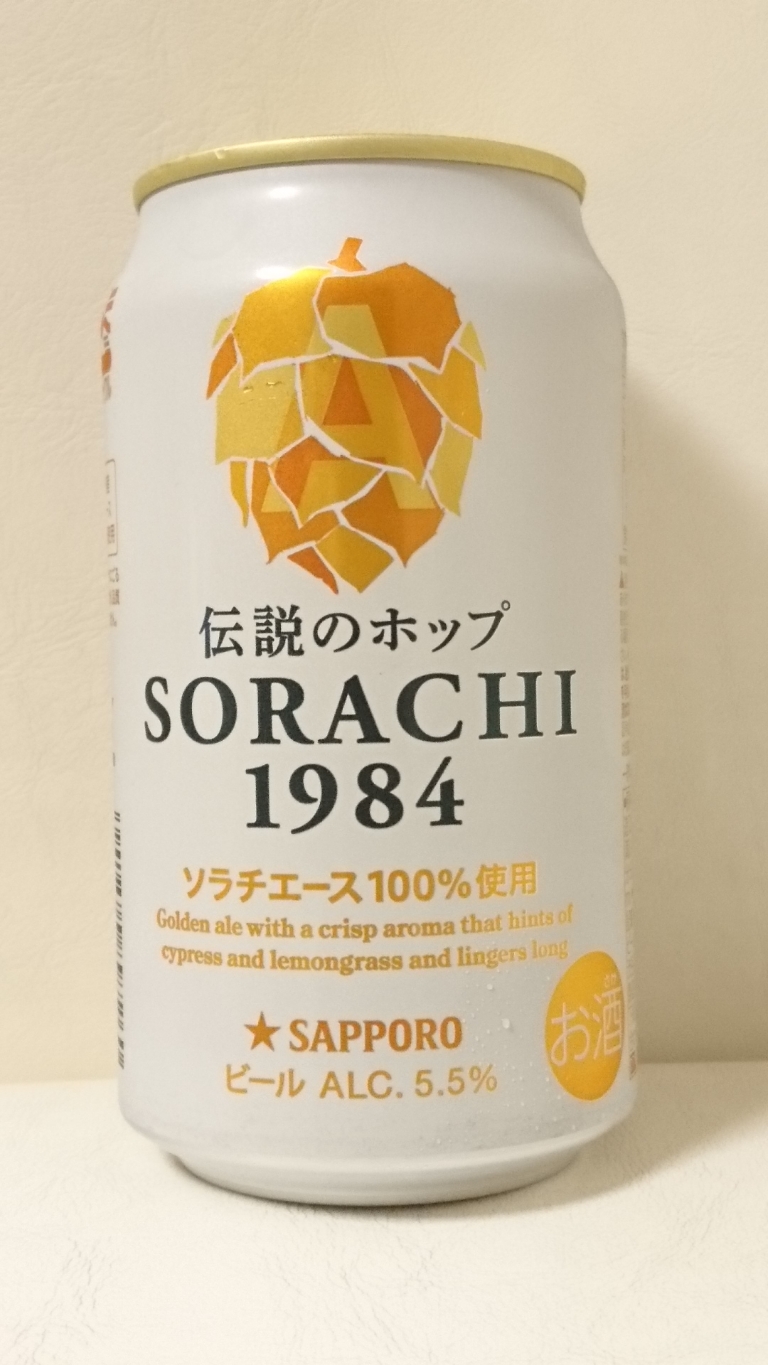 A
伝説のホップ
SORACHI
1984
ソラチエース100%使用
Golden ale with a crisp aroma that hints of
cypress and lemongrass and lingers long
お酒
★ SAPPORO
ビール ALC. 5.5%